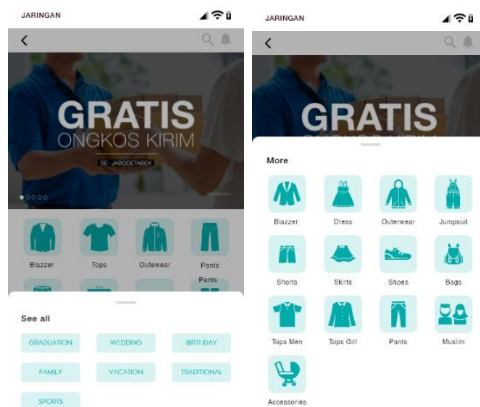 JARINGAN
GRATIS
ONGKOS KIRIM
SE- JABODETABEK
Blazzer Tops Outewear Pants
Pants
See all
GRADUATION WEDDING BIRTHDAY
FAMILY VACATION TRADITIONAL
SPORTS
JARINGAN
GRATIS
More
Blazzer Dress Outerwear Jumpsuit
Shorts Skirts Shoes Bags
Tops Men Tops Girl Pants Muslim
Accessories